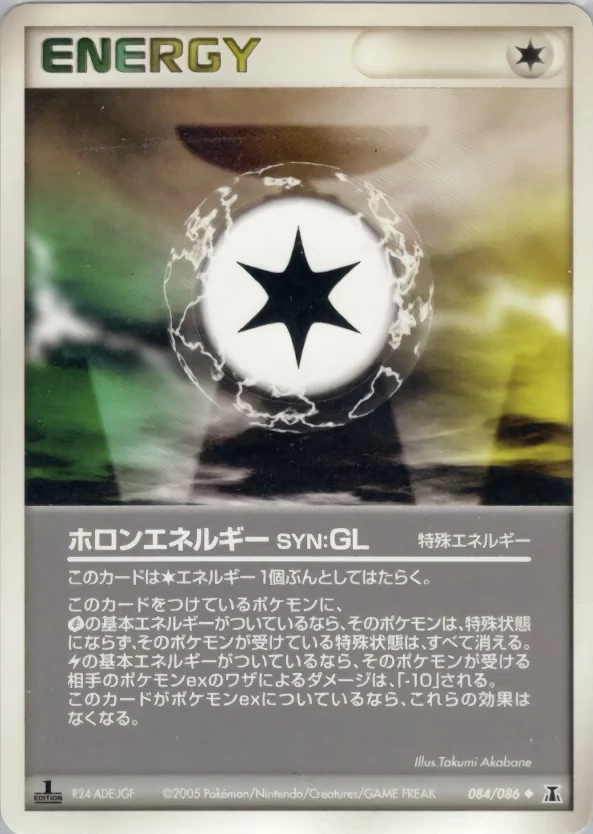 ENERGY
ホロンエネルギー SYN:GL 特殊エネルギー
このカードは✶エネルギー1個ぶんとしてはたらく。
このカードをつけているポケモンに、
の基本エネルギーがついているなら、そのポケモンは、特殊状態
にならず、そのポケモンが受けている特殊状態は、すべて消える。
の基本エネルギーがついているなら、そのポケモンが受ける
相手のポケモンexのワザによるダメージは、「-10」される。
このカードがポケモンexについているなら、これらの効果は
なくなる。
Illus.Takumi Akabane
1 EDITION R24 ADEJGF ©2005 Pokémon/Nintendo/Creatures/GAME FREAK 084/086 ◆